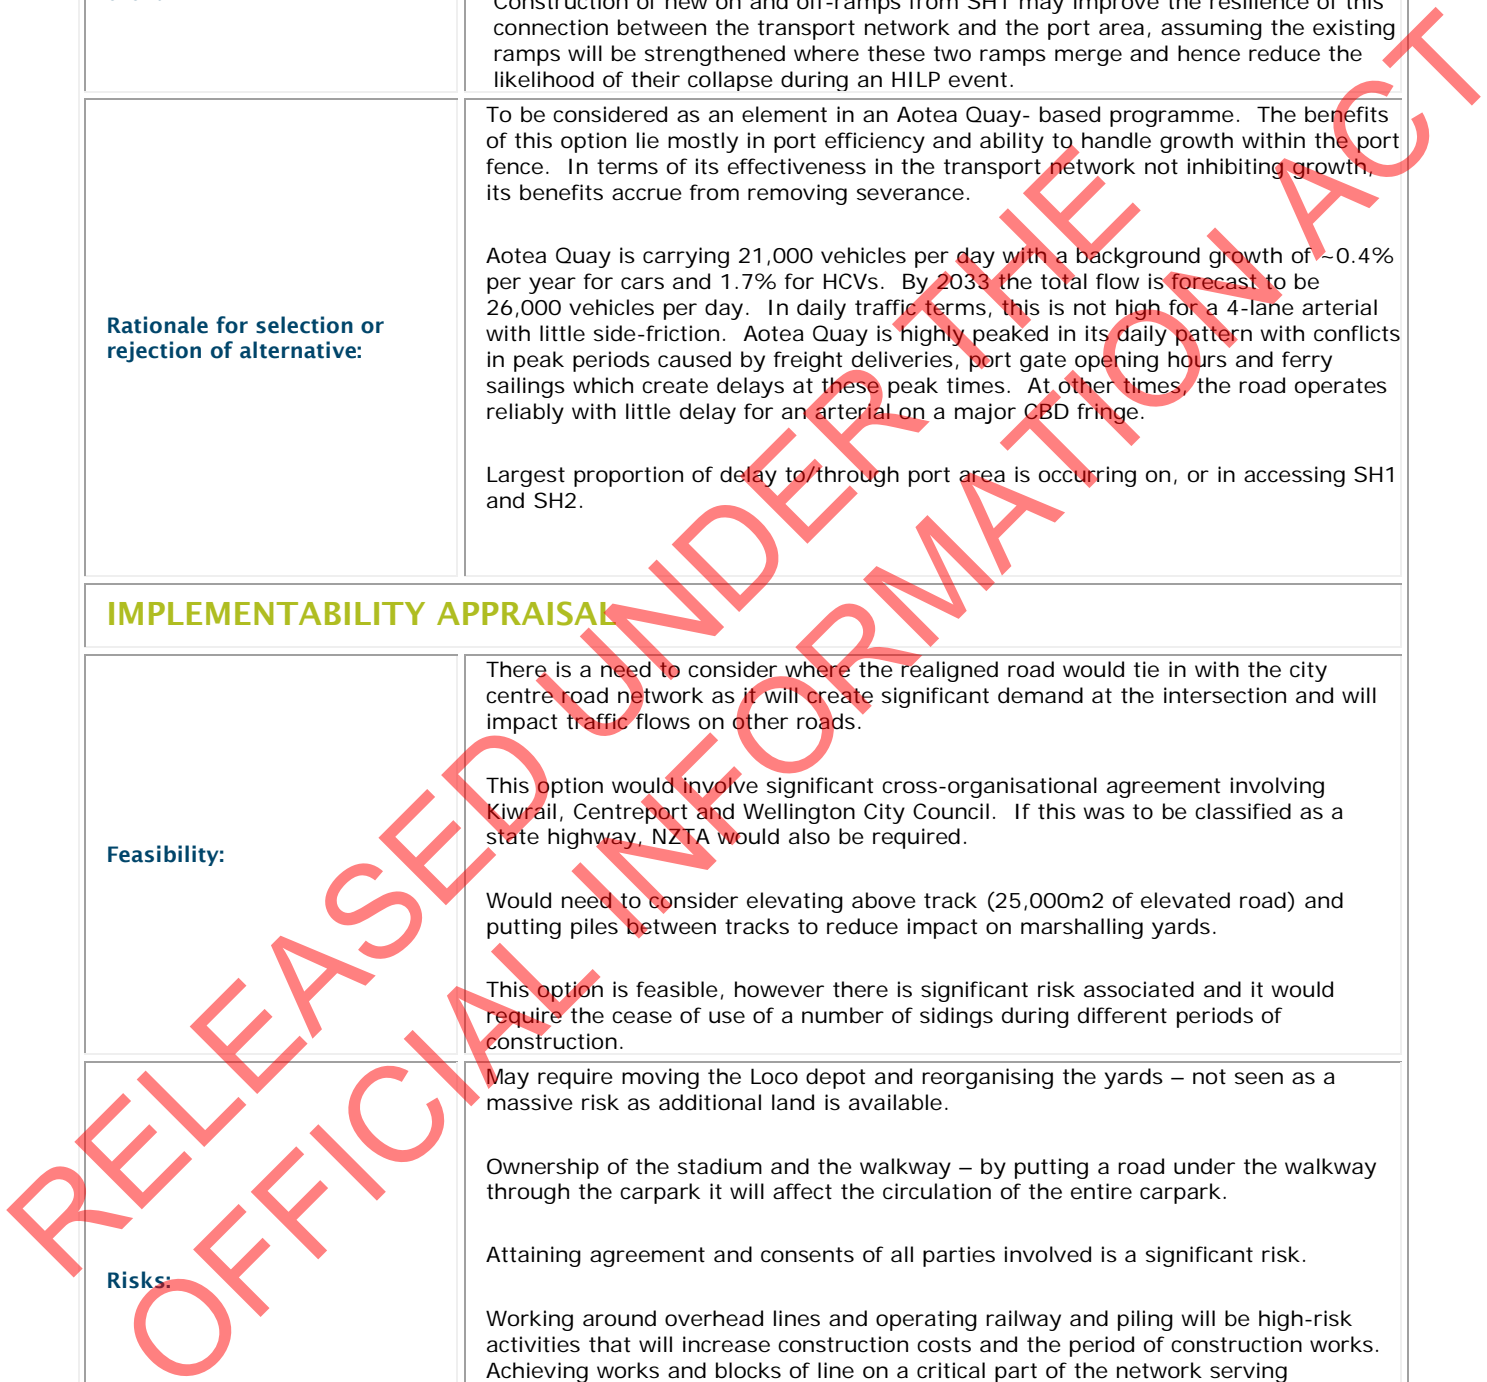 Construction of new on and off-ramps from SH1 may improve the resilience of this
connection between the transport network and the port area, assuming the existing
ramps will be strengthened where these two ramps merge and hence reduce the
likelihood of their collapse during an HILP event.
Rationale for selection or
rejection of alternative:
To be considered as an element in an Aotea Quay- based programme. The benefits
of this option lie mostly in port efficiency and ability to handle growth within the port
fence. In terms of its effectiveness in the transport network not inhibiting growth,
its benefits accrue from removing severance.
Aotea Quay is carrying 21,000 vehicles per day with a background growth of ~0.4%
per year for cars and 1.7% for HCVs. By 2033 the total flow is forecast to be
26,000 vehicles per day. In daily traffic terms, this is not high for a 4-lane arterial
with little side-friction. Aotea Quay is highly peaked in its daily pattern with conflicts
in peak periods caused by freight deliveries, port gate opening hours and ferry
sailings which create delays at these peak times. At other times, the road operates
reliably with little delay for an arterial on a major CBD fringe.
Largest proportion of delay to/through port area is occurring on, or in accessing SH1
and SH2.
IMPLEMENTABILITY APPRAISAL
Feasibility:
There is a need to consider where the realigned road would tie in with the city
centre road network as it will create significant demand at the intersection and will
impact traffic flows on other roads.
This option would involve significant cross-organisational agreement involving
Kiwrail, Centreport and Wellington City Council. If this was to be classified as a
state highway, NZTA would also be required.
Would need to consider elevating above track (25,000m2 of elevated road) and
putting piles between tracks to reduce impact on marshalling yards.
This option is feasible, however there is significant risk associated and it would
require the cease of use of a number of sidings during different periods of
construction.
Risks:
May require moving the Loco depot and reorganising the yards – not seen as a
massive risk as additional land is available.
Ownership of the stadium and the walkway – by putting a road under the walkway
through the carpark it will affect the circulation of the entire carpark.
Attaining agreement and consents of all parties involved is a significant risk.
Working around overhead lines and operating railway and piling will be high-risk
activities that will increase construction costs and the period of construction works.
Achieving works and blocks of line on a critical part of the network serving
RELEASED UNDER THE
OFFICIAL INFORMATION ACT